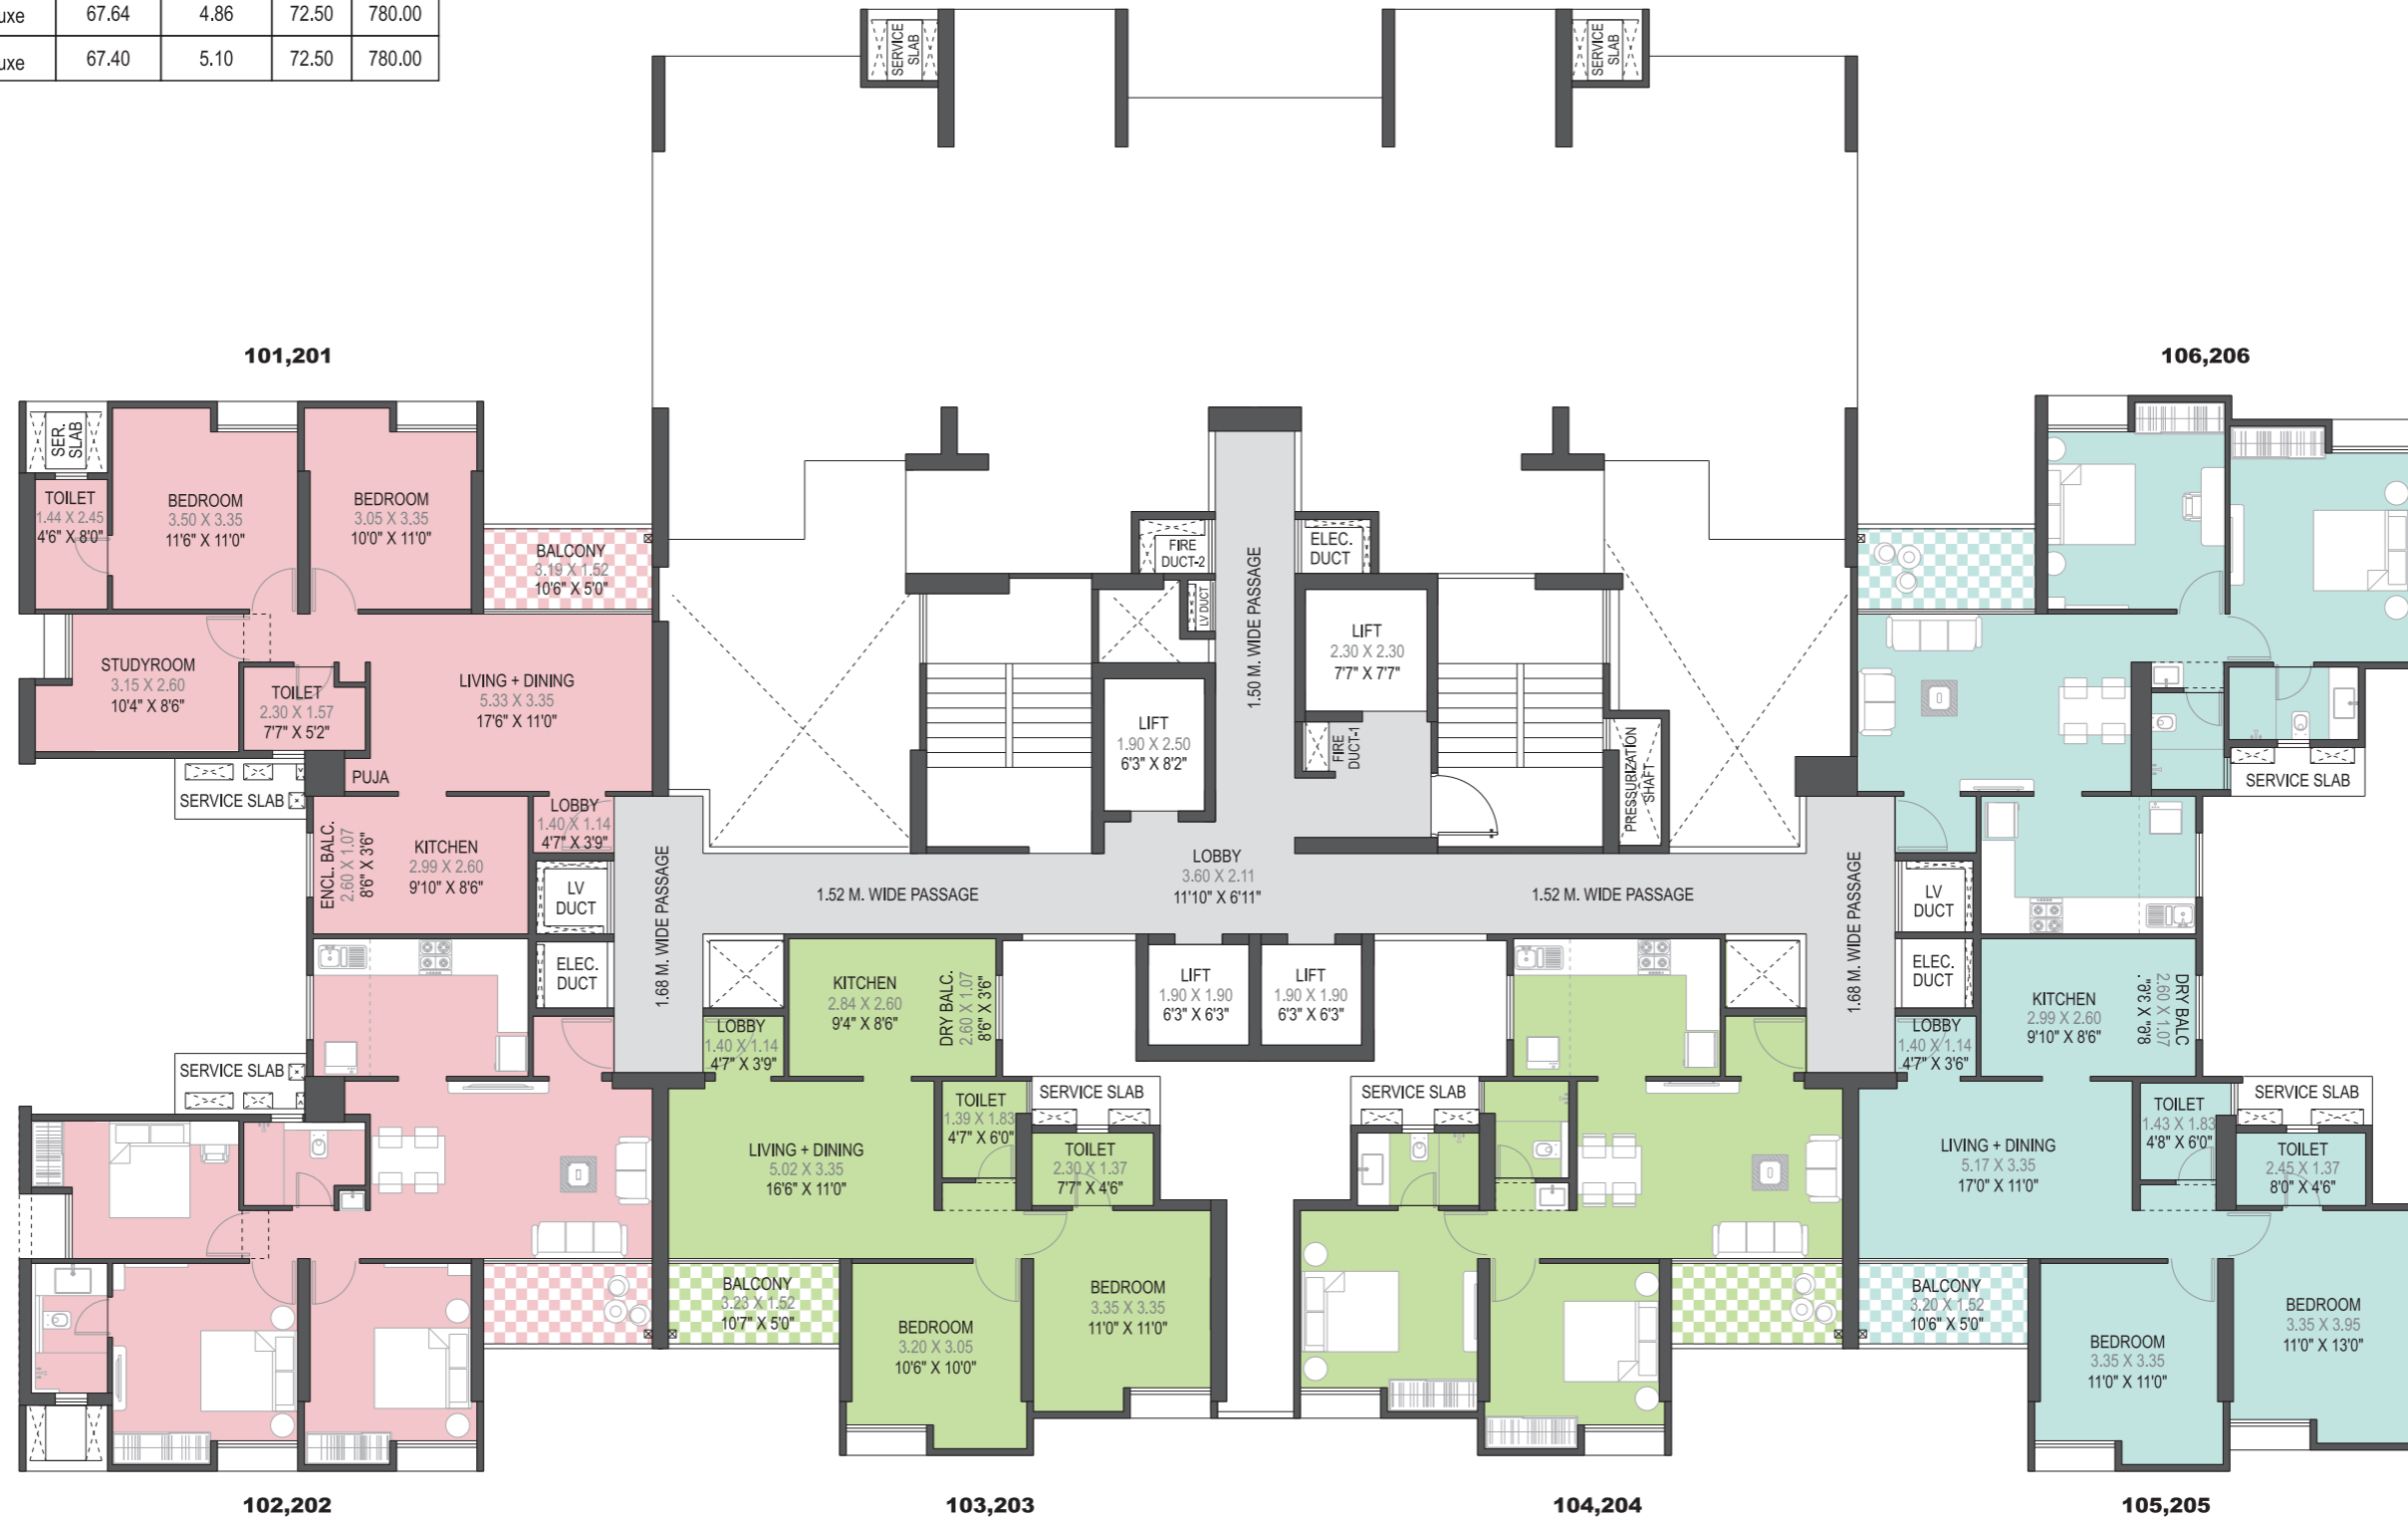 uxe 67.64 4.86 72.50 780.00
uxe 67.40 5.10 72.50 780.00
SERVICE
SLAB
SERVICE
SLAB
101,201
106,206
SER.
SLAB
TOILET
1.44 X 2.45
4'6" X 8'0"
BEDROOM
3.50 X 3.35
11'6" X 11'0"
BEDROOM
3.05 X 3.35
10'0" X 11'0"
BALCONY
3.19 X 1.52
10'6" X 5'0"
STUDYROOM
3.15 X 2.60
10'4" X 8'6"
TOILET
2.30 X 1.57
7'7" X 5'2"
LIVING + DINING
5.33 X 3.35
17'6" X 11'0"
PUJA
SERVICE SLAB
ENCL. BALC.
2.60 X 1.07
8'6" X 3'6"
KITCHEN
2.99 X 2.60
9'10" X 8'6"
LOBBY
1.40 X 1.14
4'7" X 3'9"
LV
DUCT
ELEC.
DUCT
1.68 M. WIDE PASSAGE
1.52 M. WIDE PASSAGE
FIRE
DUCT-2
LV DUCT
ELEC.
DUCT
1.50 M. WIDE PASSAGE
LIFT
2.30 X 2.30
7'7" X 7'7"
LIFT
1.90 X 2.50
6'3" X 8'2"
FIRE
DUCT-1
PRESSURIZATION
SHAFT
LOBBY
3.60 X 2.11
11'10" X 6'11"
1.52 M. WIDE PASSAGE
1.68 M. WIDE PASSAGE
LIFT
1.90 X 1.90
6'3" X 6'3"
LIFT
1.90 X 1.90
6'3" X 6'3"
SERVICE SLAB
LV
DUCT
ELEC.
DUCT
SERVICE SLAB
KITCHEN
2.84 X 2.60
9'4" X 8'6"
DRY BALC.
2.60 X 1.07
8'6" X 3'6"
LOBBY
1.40 X 1.14
4'7" X 3'9"
TOILET
1.39 X 1.83
4'7" X 6'0"
SERVICE SLAB
TOILET
2.30 X 1.37
7'7" X 4'6"
LIVING + DINING
5.02 X 3.35
16'6" X 11'0"
BALCONY
3.23 X 1.52
10'7" X 5'0"
BEDROOM
3.20 X 3.05
10'6" X 10'0"
BEDROOM
3.35 X 3.35
11'0" X 11'0"
SERVICE SLAB
KITCHEN
2.99 X 2.60
9'10" X 8'6"
DRY BALC
2.60 X 1.07
.8'6" X 3'6"
LOBBY
1.40 X 1.14
4'7" X 3'6"
TOILET
1.43 X 1.83
4'8" X 6'0"
SERVICE SLAB
TOILET
2.45 X 1.37
8'0" X 4'6"
LIVING + DINING
5.17 X 3.35
17'0" X 11'0"
BALCONY
3.20 X 1.52
10'6" X 5'0"
BEDROOM
3.35 X 3.35
11'0" X 11'0"
BEDROOM
3.35 X 3.95
11'0" X 13'0"
102,202
103,203
104,204
105,205